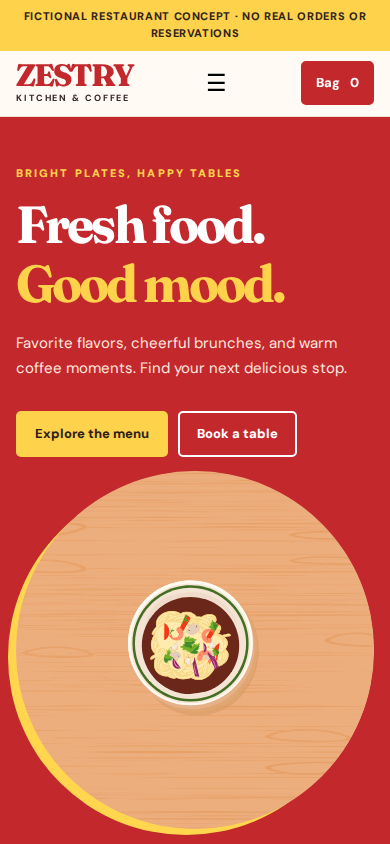 FICTIONAL RESTAURANT CONCEPT · NO REAL ORDERS OR
RESERVATIONS
ZESTRY
KITCHEN & COFFEE
Bag 0
BRIGHT PLATES, HAPPY TABLES
Fresh food.
Good mood.
Favorite flavors, cheerful brunches, and warm
coffee moments. Find your next delicious stop.
Explore the menu
Book a table